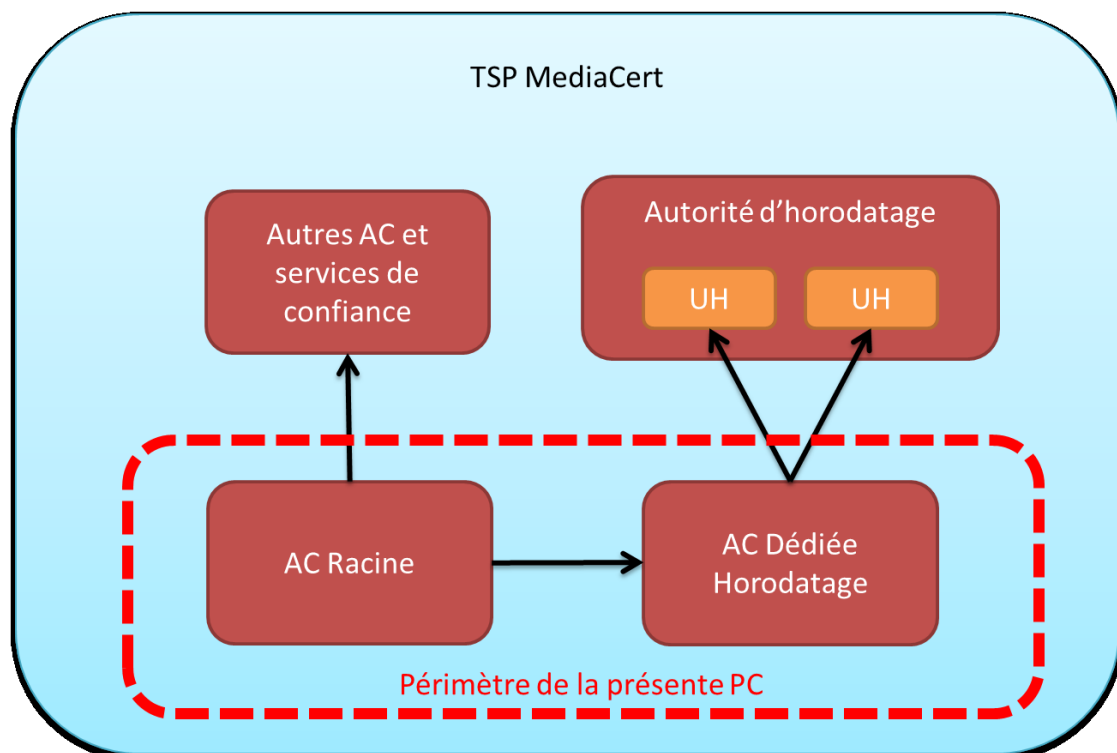 TSP MediaCert
Autres AC et
services de
confiance
Autorité d'horodatage
UH
UH
AC Racine
AC Dédiée
Horodatage
Périmètre de la présente PC